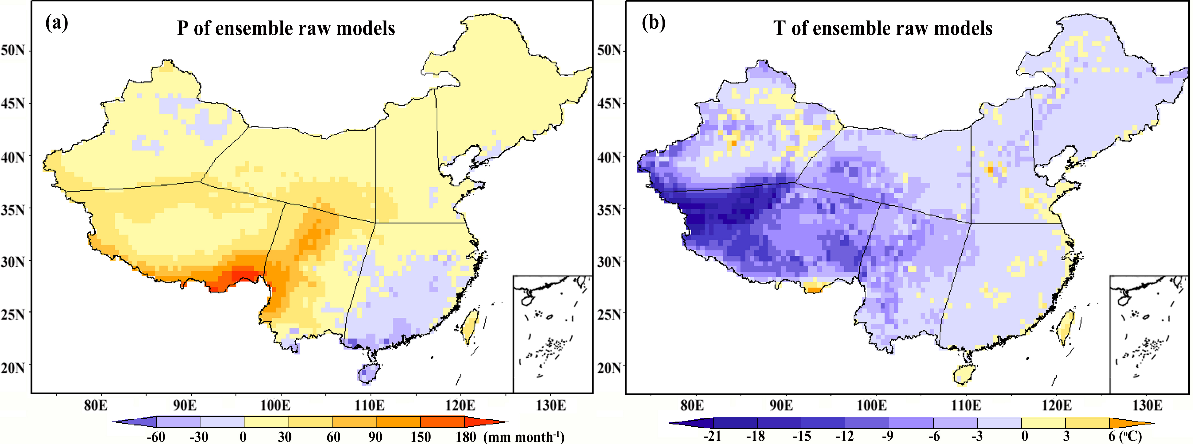 (a) P of ensemble raw models
50N
45N
40N
35N
30N
25N
20N
80E 90E 100E 110E 120E 130E
-60 -30 0 30 60 90 150 180 (mm month-1)
(b) T of ensemble raw models
50N
45N
40N
35N
30N
25N
20N
80E 90E 100E 110E 120E 130E
-21 -18 -15 -12 -9 -6 -3 0 3 6 (℃)